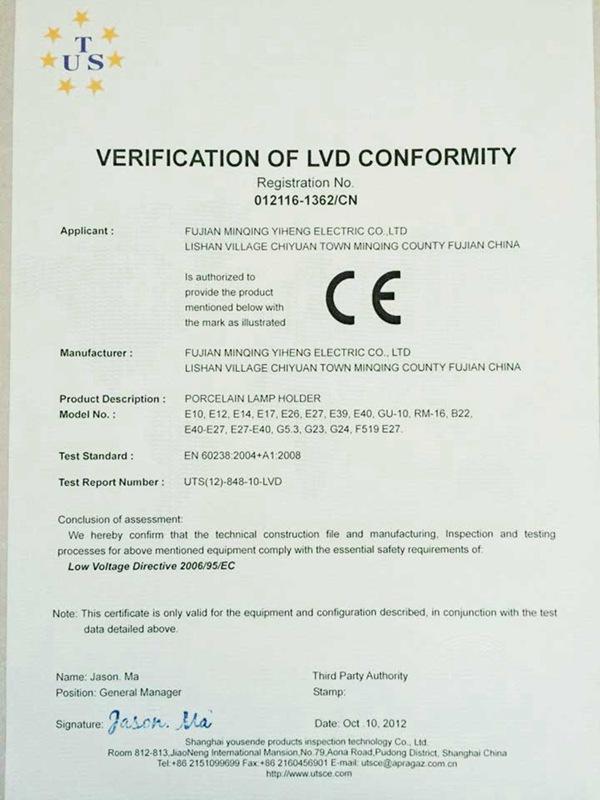 T
U S
VERIFICATION OF LVD CONFORMITY
Registration No.
012116-1362/CN
Applicant : FUJIAN MINQING YIHENG ELECTRIC CO.,LTD
LISHAN VILLAGE CHIYUAN TOWN MINQING COUNTY FUJIAN CHINA
Is authorized to
provide the product
mentioned below with
the mark as illustrated
CE
Manufacturer : FUJIAN MINQING YIHENG ELECTRIC CO., LTD
LISHAN VILLAGE CHIYUAN TOWN MINQING COUNTY FUJIAN CHINA
Product Description : PORCELAIN LAMP HOLDER
Model No. : E10, E12, E14, E17, E26, E27, E39, E40, GU-10, RM-16, B22,
E40-E27, E27-E40, G5.3, G23, G24, F519 E27.
Test Standard : EN 60238:2004+A1:2008
Test Report Number : UTS(12)-848-10-LVD
Conclusion of assessment:
We hereby confirm that the technical construction file and manufacturing, Inspection and testing
processes for above mentioned equipment comply with the essential safety requirements of:
Low Voltage Directive 2006/95/EC
Note: This certificate is only valid for the equipment and configuration described, in conjunction with the test
data detailed above.
Name: Jason. Ma
Third Party Authority
Position: General Manager
Stamp:
Signature: Jason. Ma
Date: Oct .10, 2012
Shanghai yousende products inspection technology Co., Ltd.
Room 812-813,JiaoNeng International Mansion,No.79,Aona Road,Pudong District, Shanghai China
Tel:+86 2151099699 Fax:+86 2160456901 E-mail: utsce@apragaz.com.cn
http://www.utsce.com